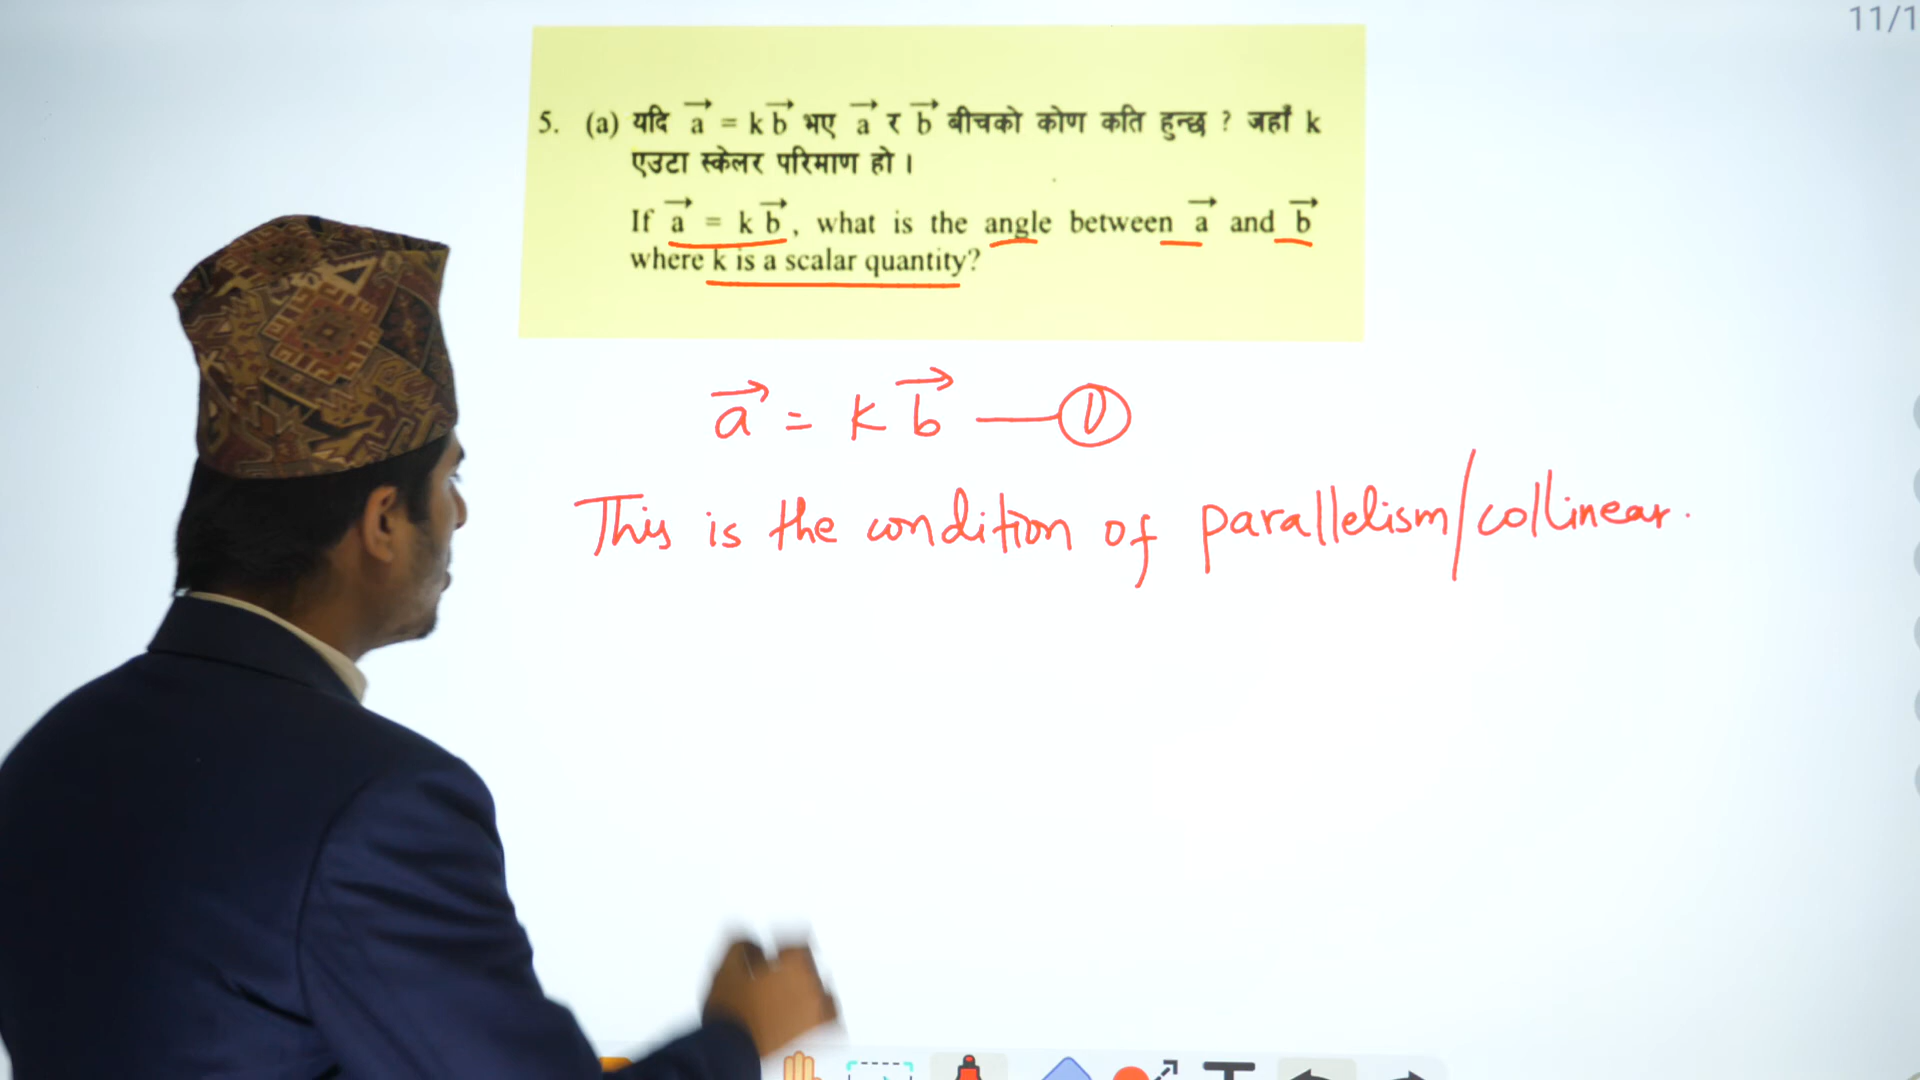 11/1
5. (a) यदि a⃗ = k b⃗ भए a⃗ र b⃗ बीचको कोण कति हुन्छ ? जहाँ k
एउटा स्केलर परिमाण हो ।
If a⃗ = k b⃗, what is the angle between a⃗ and b⃗
where k is a scalar quantity?
a⃗ = k b⃗ — ①
This is the condition of parallelism/collinear.